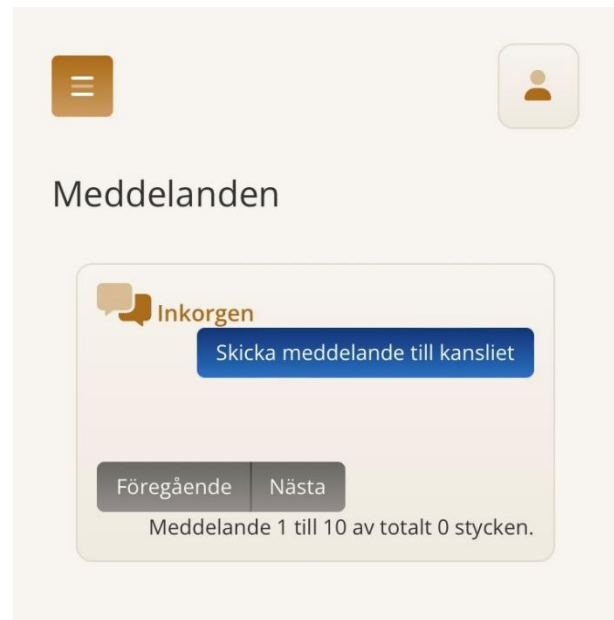 Meddelanden
Inkorgen
Skicka meddelande till kansliet
Föregående Nästa
Meddelande 1 till 10 av totalt 0 stycken.